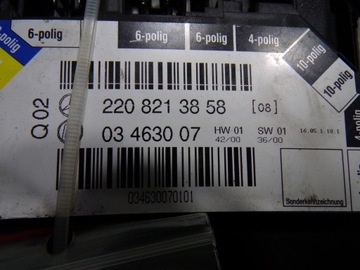 6-polig 6-polig 6-polig 4-polig
10-polig
10-polig
Q 02 220 821 38 58 [08]
03 4630 07 HW 01 SW 01
42/00 36/00
034630070101
Sonderkennzeichnung